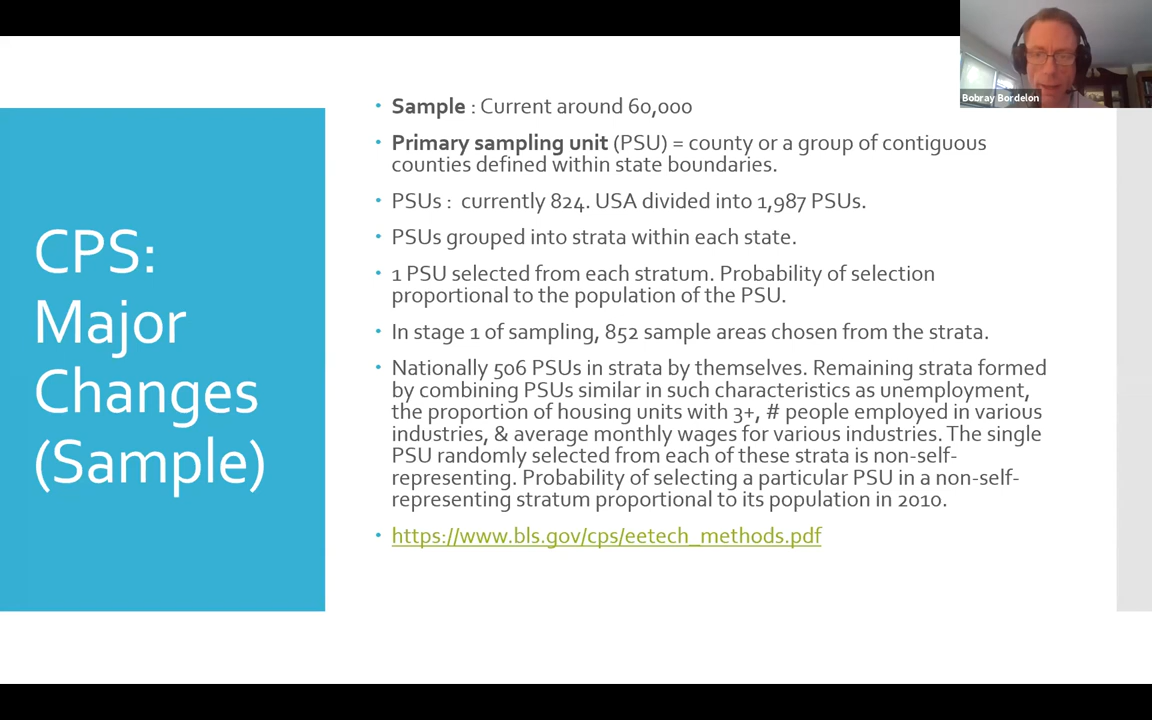 Bobray Bordelon
CPS:
Major
Changes
(Sample)
• Sample : Current around 60,000
• Primary sampling unit (PSU) = county or a group of contiguous
counties defined within state boundaries.
• PSUs : currently 824. USA divided into 1,987 PSUs.
• PSUs grouped into strata within each state.
• 1 PSU selected from each stratum. Probability of selection
proportional to the population of the PSU.
• In stage 1 of sampling, 852 sample areas chosen from the strata.
• Nationally 506 PSUs in strata by themselves. Remaining strata formed
by combining PSUs similar in such characteristics as unemployment,
the proportion of housing units with 3+, # people employed in various
industries, & average monthly wages for various industries. The single
PSU randomly selected from each of these strata is non-self-
representing. Probability of selecting a particular PSU in a non-self-
representing stratum proportional to its population in 2010.
• https://www.bls.gov/cps/eetech_methods.pdf